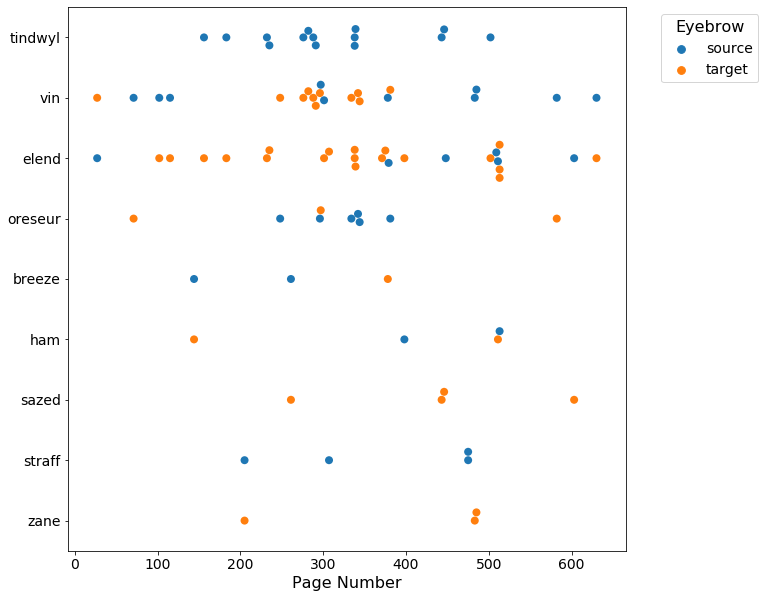 Eyebrow
source
target
tindwyl
vin
elend
oreseur
breeze
ham
sazed
straff
zane
0 100 200 300 400 500 600
Page Number